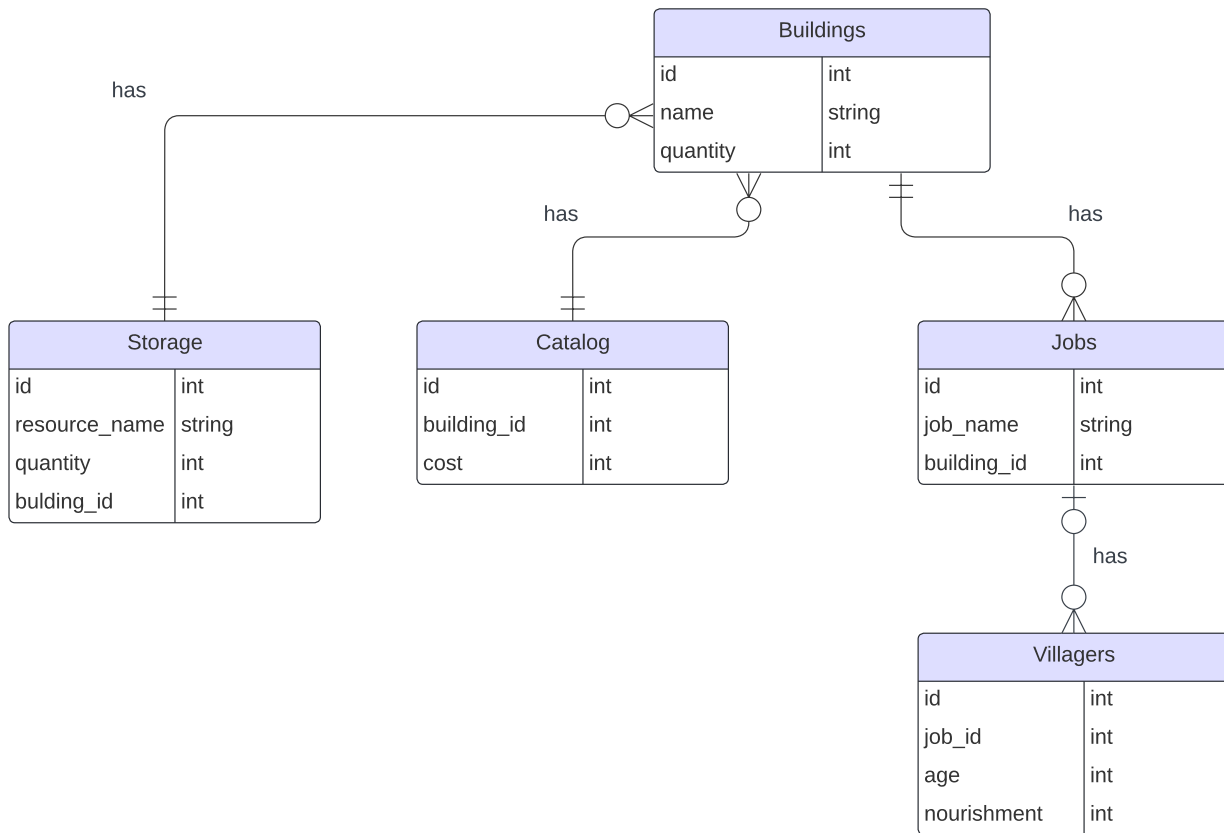 Buildings
id int
name string
quantity int
has
has
has
Storage
id int
resource_name string
quantity int
bulding_id int
Catalog
id int
building_id int
cost int
Jobs
id int
job_name string
building_id int
has
Villagers
id int
job_id int
age int
nourishment int